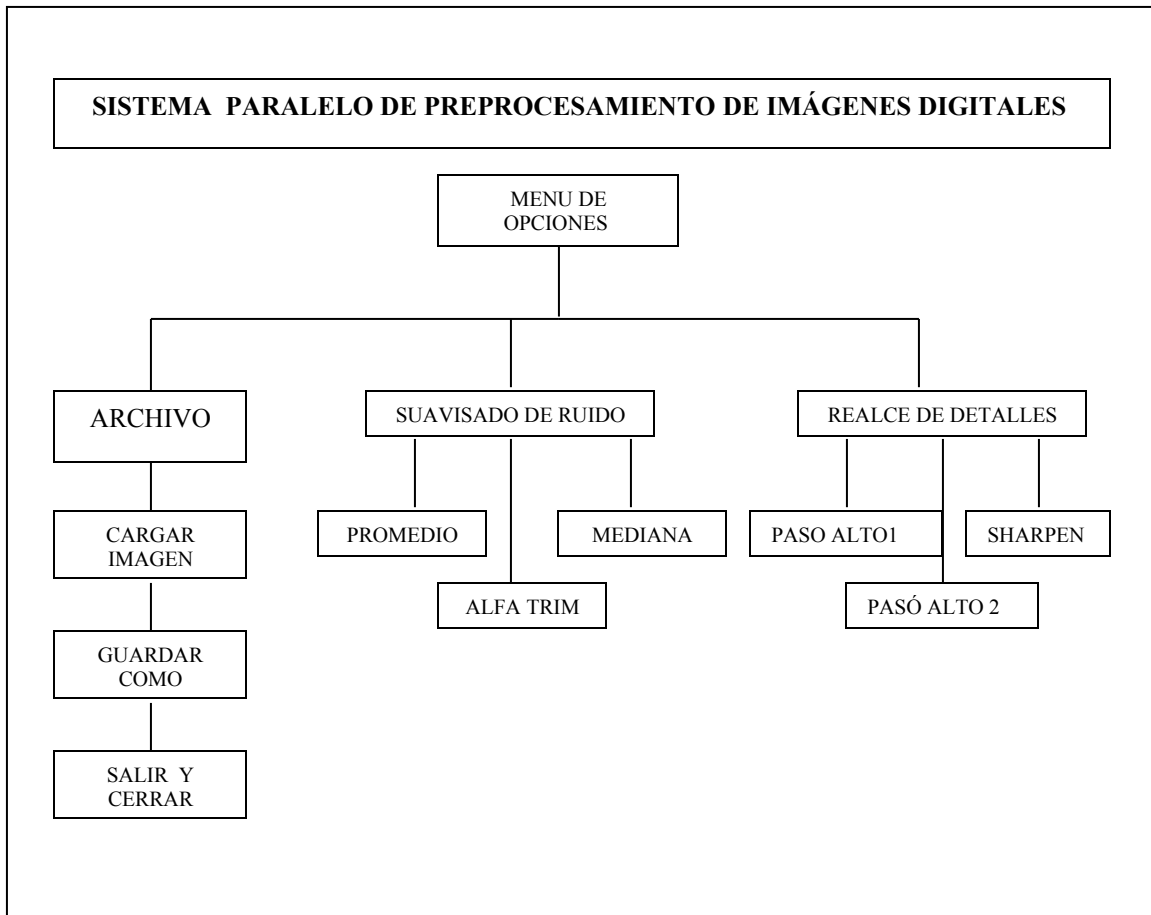 SISTEMA PARALELO DE PREPROCESAMIENTO DE IMÁGENES DIGITALES
MENU DE
OPCIONES
ARCHIVO
SUAVISADO DE RUIDO
REALCE DE DETALLES
CARGAR
IMAGEN
PROMEDIO
MEDIANA
PASO ALTO1
SHARPEN
ALFA TRIM
PASÓ ALTO 2
GUARDAR
COMO
SALIR Y
CERRAR